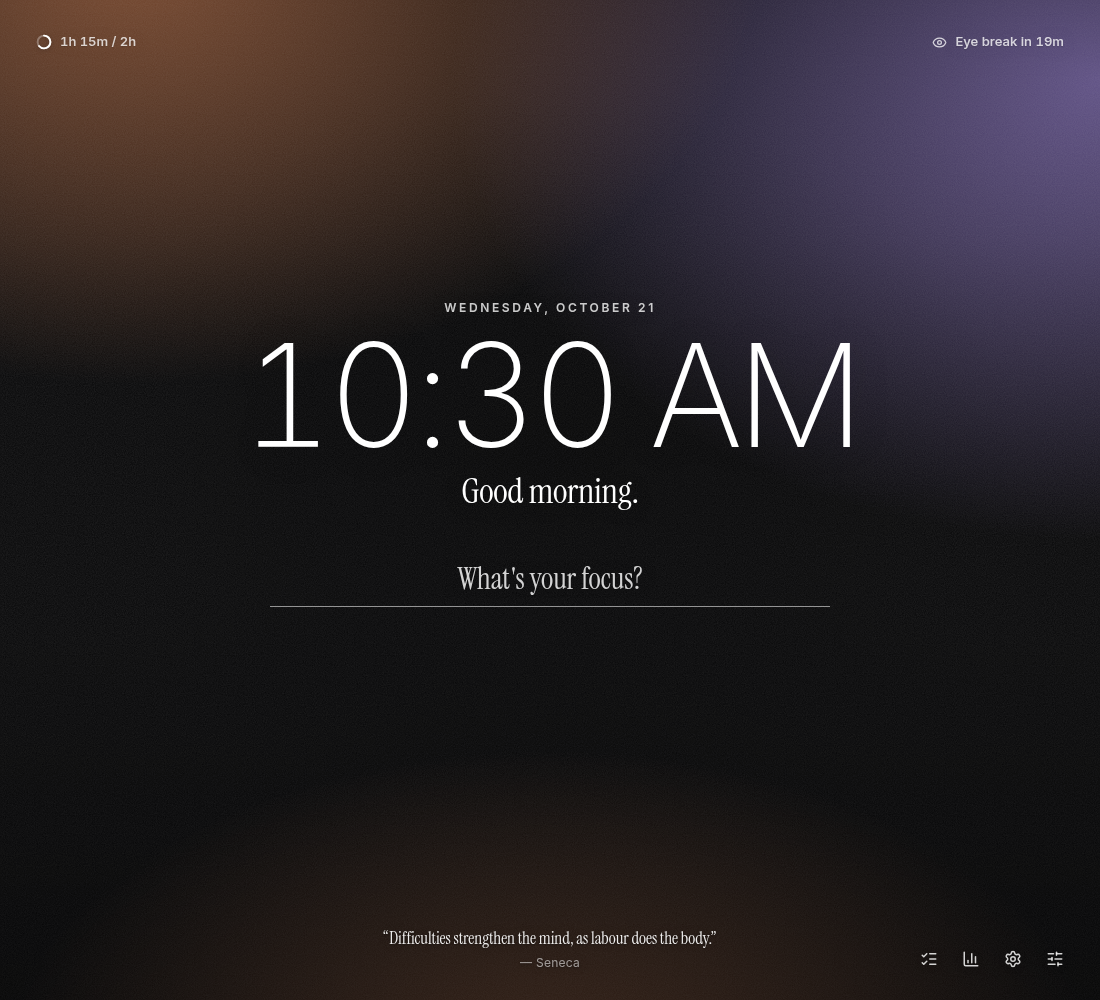 1h 15m / 2h
Eye break in 19m
WEDNESDAY, OCTOBER 21
10:30 AM
Good morning.
What's your focus?
“Difficulties strengthen the mind, as labour does the body.”
— Seneca